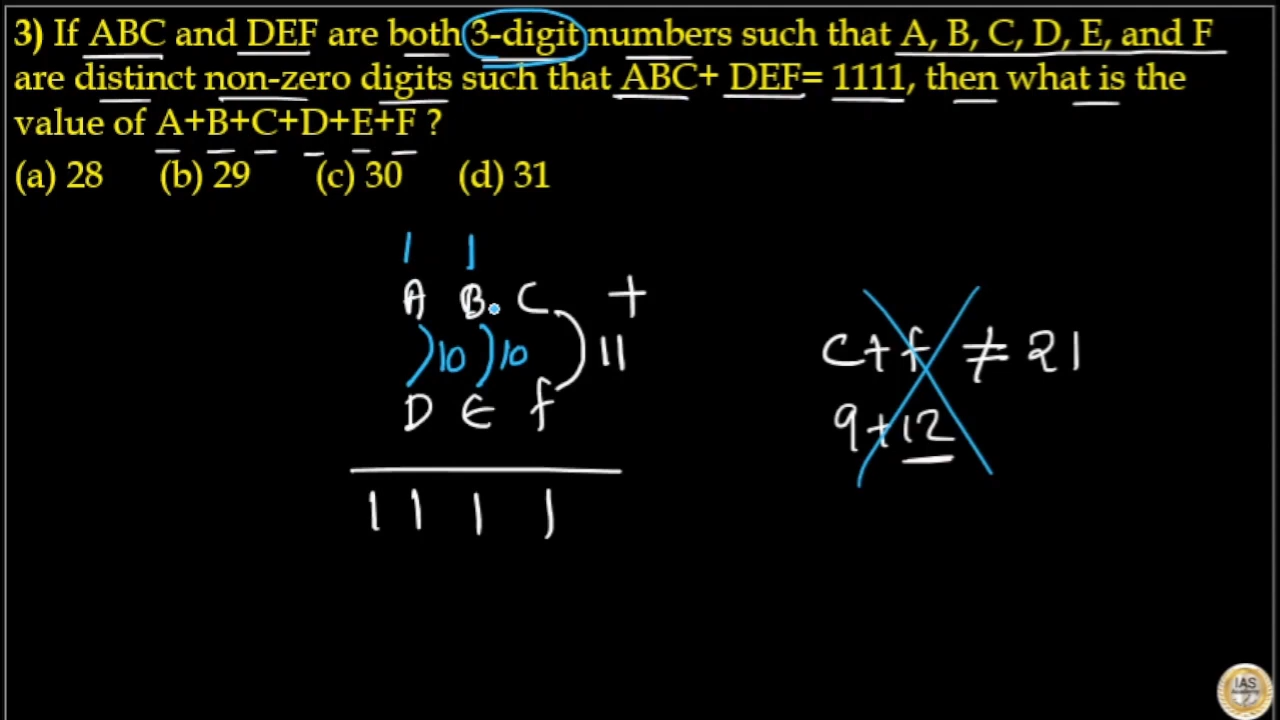 3) If ABC and DEF are both 3-digit numbers such that A, B, C, D, E, and F
are distinct non-zero digits such that ABC+ DEF= 1111, then what is the
value of A+B+C+D+E+F ?
(a) 28 (b) 29 (c) 30 (d) 31
1 1
A B C +
)10 )10 )11
D E f
1 1 1 1
C+f ≠ 21
9+12
IAS